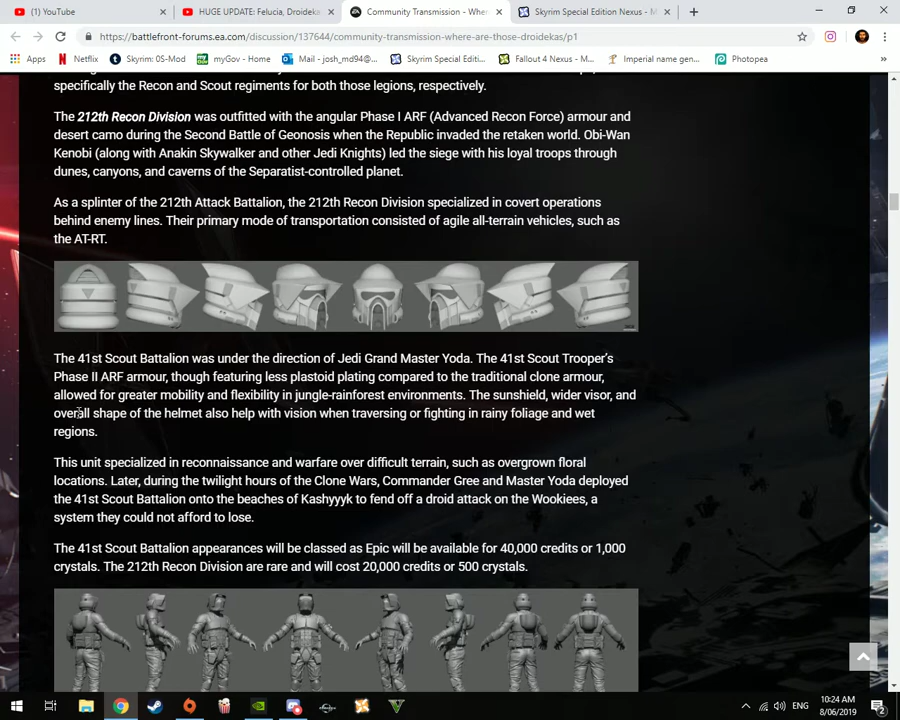 (1) YouTube
HUGE UPDATE: Felucia, Droideka
Community Transmission - Wher
Skyrim Special Edition Nexus - M
https://battlefront-forums.ea.com/discussion/137644/community-transmission-where-are-those-droidekas/p1
Apps
Netflix
Skyrim: 0S-Mod
myGov - Home
Mail - josh_md94@...
Skyrim Special Editi...
Fallout 4 Nexus - M...
Imperial name gen...
Photopea
specifically the Recon and Scout regiments for both those legions, respectively.
The 212th Recon Division was outfitted with the angular Phase I ARF (Advanced Recon Force) armour and
desert camo during the Second Battle of Geonosis when the Republic invaded the retaken world. Obi-Wan
Kenobi (along with Anakin Skywalker and other Jedi Knights) led the siege with his loyal troops through
dunes, canyons, and caverns of the Separatist-controlled planet.
As a splinter of the 212th Attack Battalion, the 212th Recon Division specialized in covert operations
behind enemy lines. Their primary mode of transportation consisted of agile all-terrain vehicles, such as
the AT-RT.
The 41st Scout Battalion was under the direction of Jedi Grand Master Yoda. The 41st Scout Trooper's
Phase II ARF armour, though featuring less plastoid plating compared to the traditional clone armour,
allowed for greater mobility and flexibility in jungle-rainforest environments. The sunshield, wider visor, and
overall shape of the helmet also help with vision when traversing or fighting in rainy foliage and wet
regions.
This unit specialized in reconnaissance and warfare over difficult terrain, such as overgrown floral
locations. Later, during the twilight hours of the Clone Wars, Commander Gree and Master Yoda deployed
the 41st Scout Battalion onto the beaches of Kashyyyk to fend off a droid attack on the Wookiees, a
system they could not afford to lose.
The 41st Scout Battalion appearances will be classed as Epic will be available for 40,000 credits or 1,000
crystals. The 212th Recon Division are rare and will cost 20,000 credits or 500 crystals.
ENG
10:24 AM
8/06/2019
2